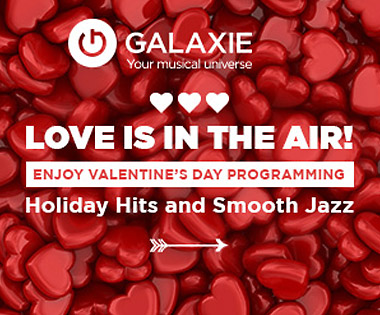 GALAXIE
Your musical universe
LOVE IS IN THE AIR!
ENJOY VALENTINE'S DAY PROGRAMMING
Holiday Hits and Smooth Jazz